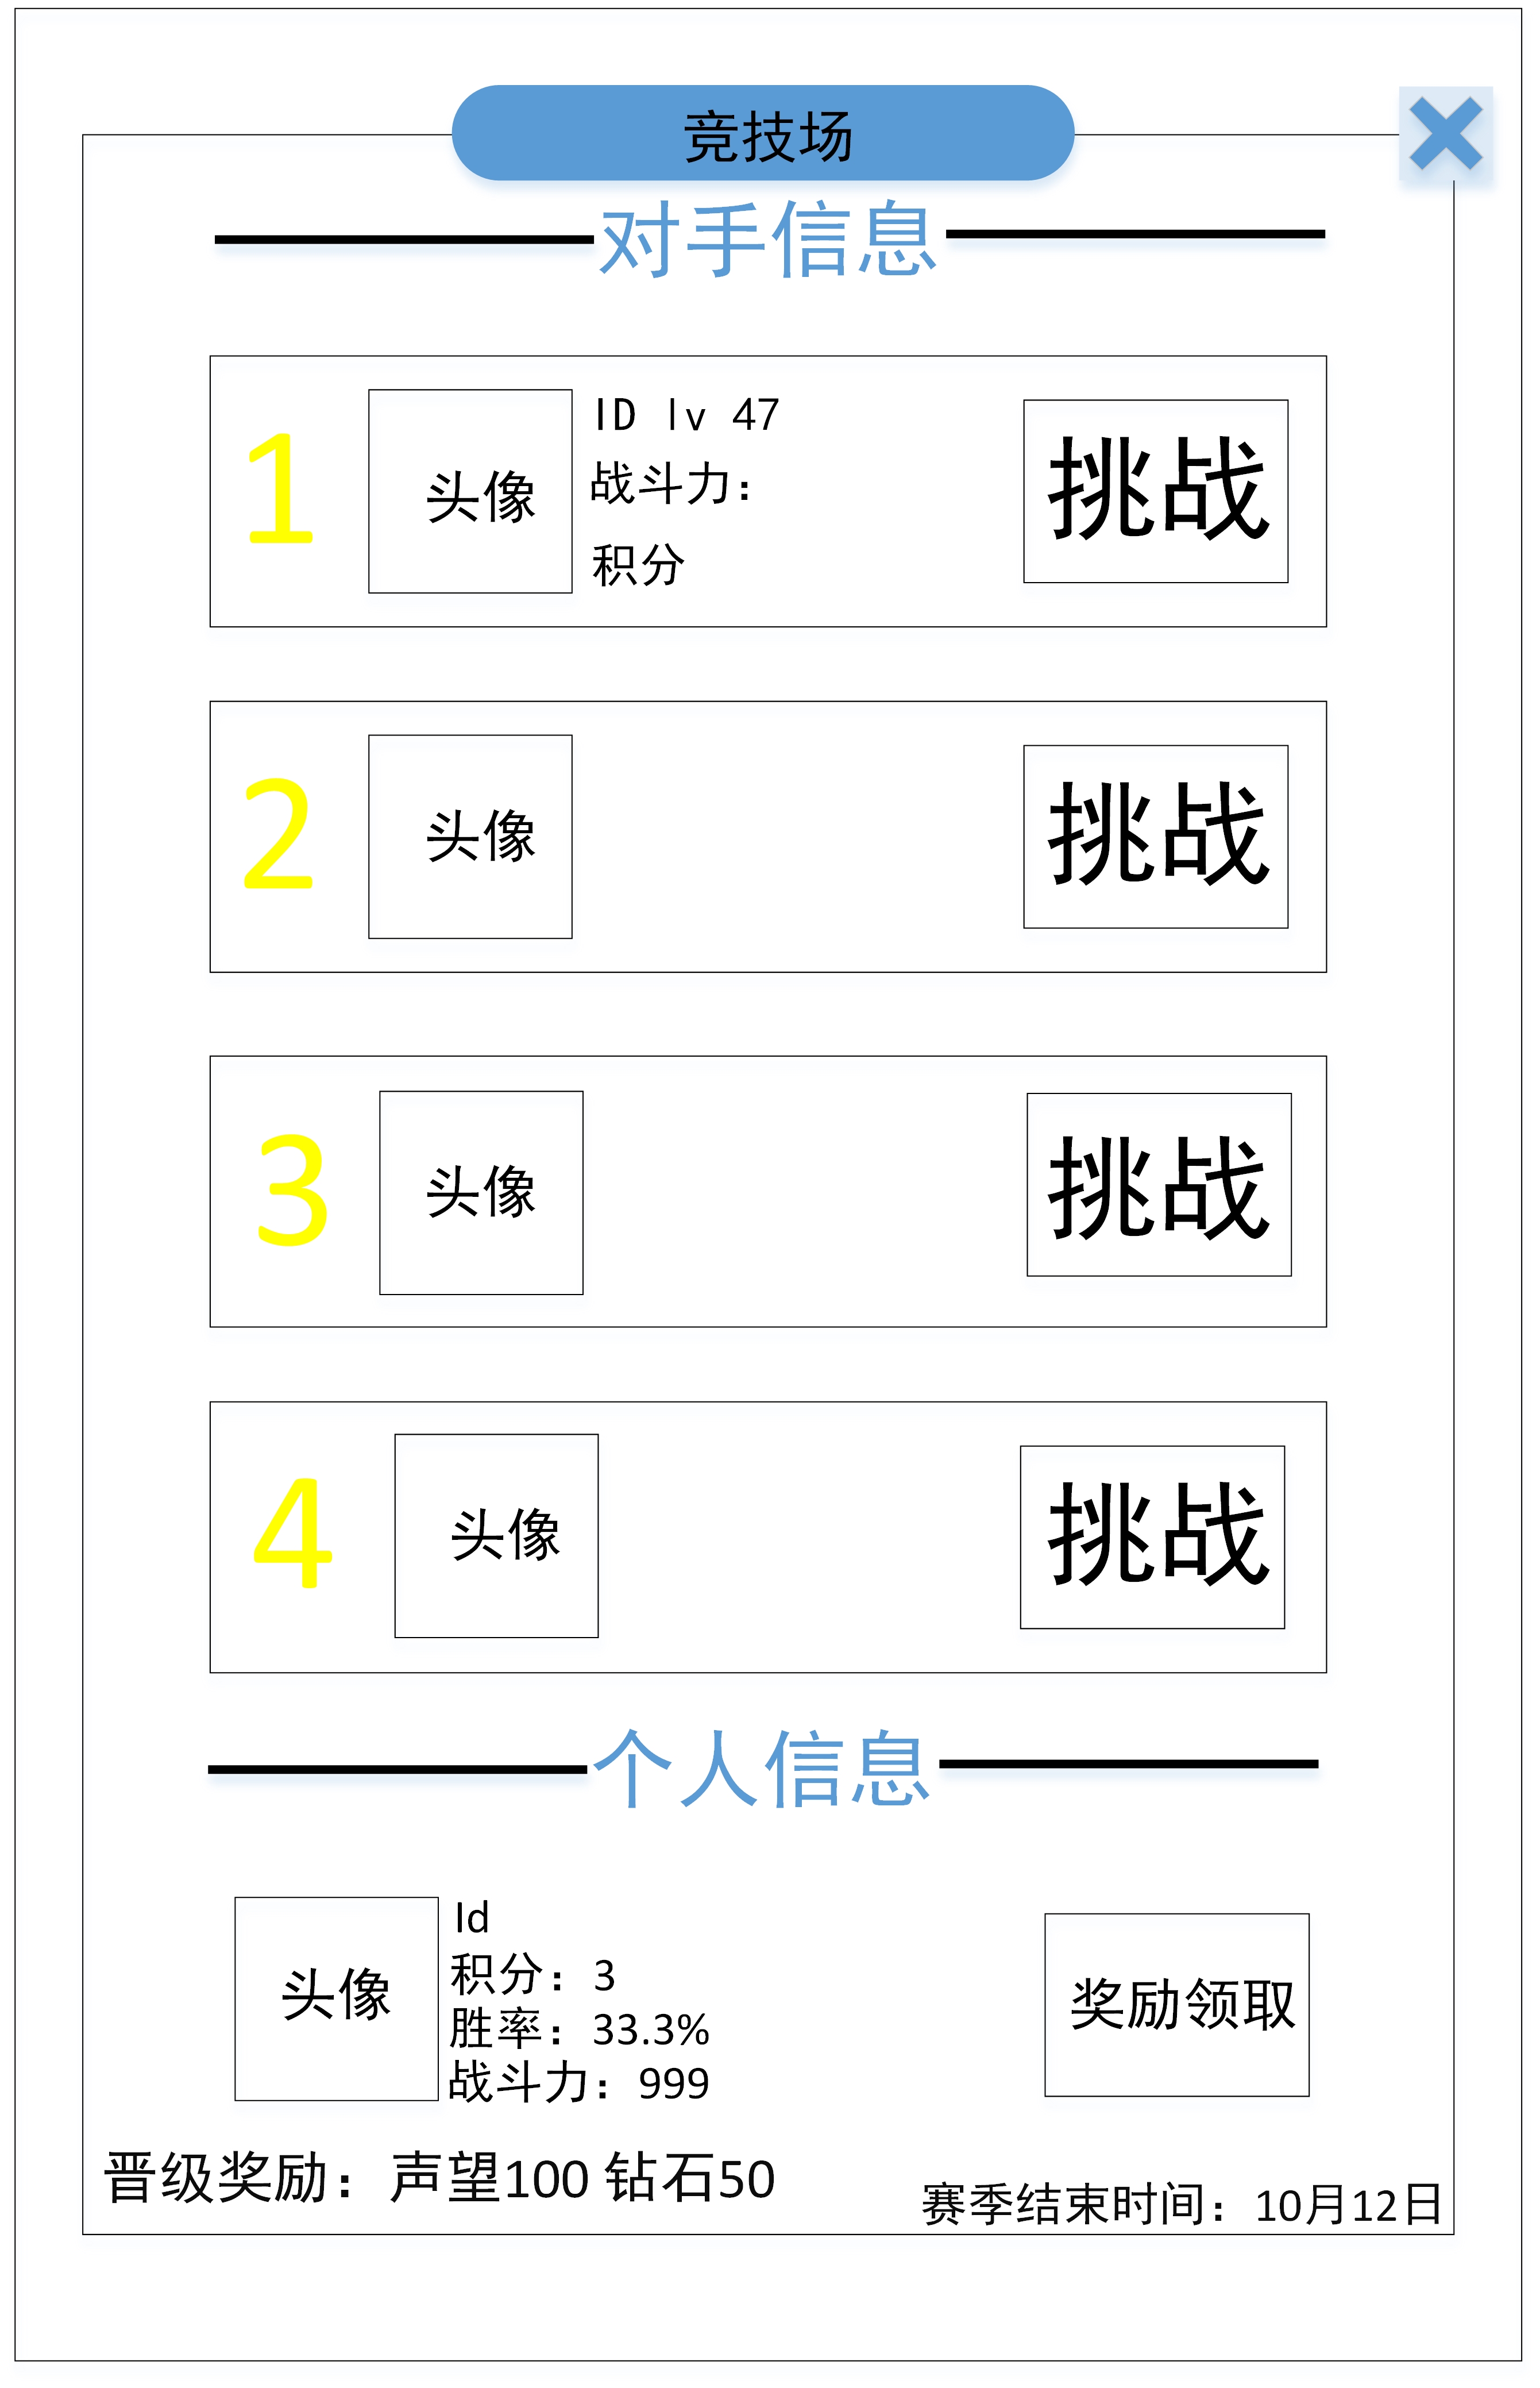 竞技场
对手信息
1
头像
ID lv 47
战斗力：
积分
挑战
2
头像
挑战
3
头像
挑战
4
头像
挑战
个人信息
头像
Id
积分：3
胜率：33.3%
战斗力：999
奖励领取
晋级奖励：声望100 钻石50
赛季结束时间：10月12日